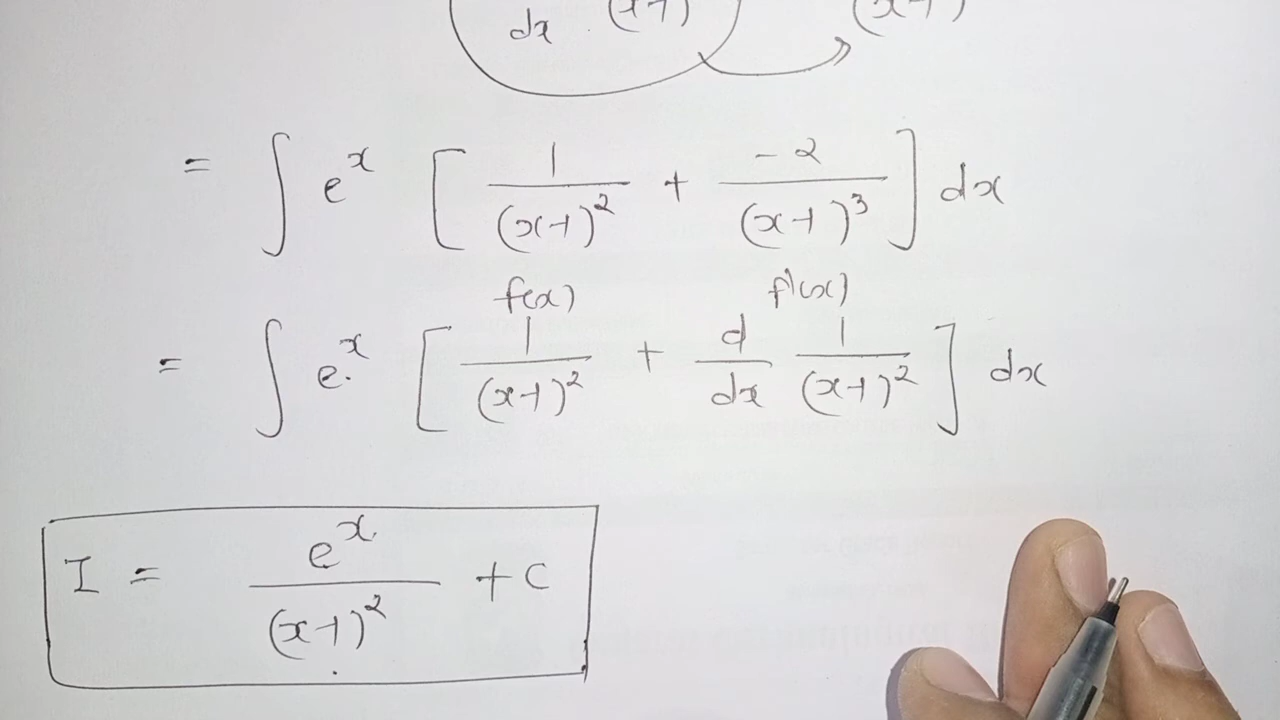 dx (x-1) (x-1)
= ∫ e^x [ 1/(x-1)^2 + -2/(x-1)^3 ] dx
f(x) f'(x)
= ∫ e^x [ 1/(x-1)^2 + d/dx 1/(x-1)^2 ] dx
I = e^x/(x-1)^2 + c